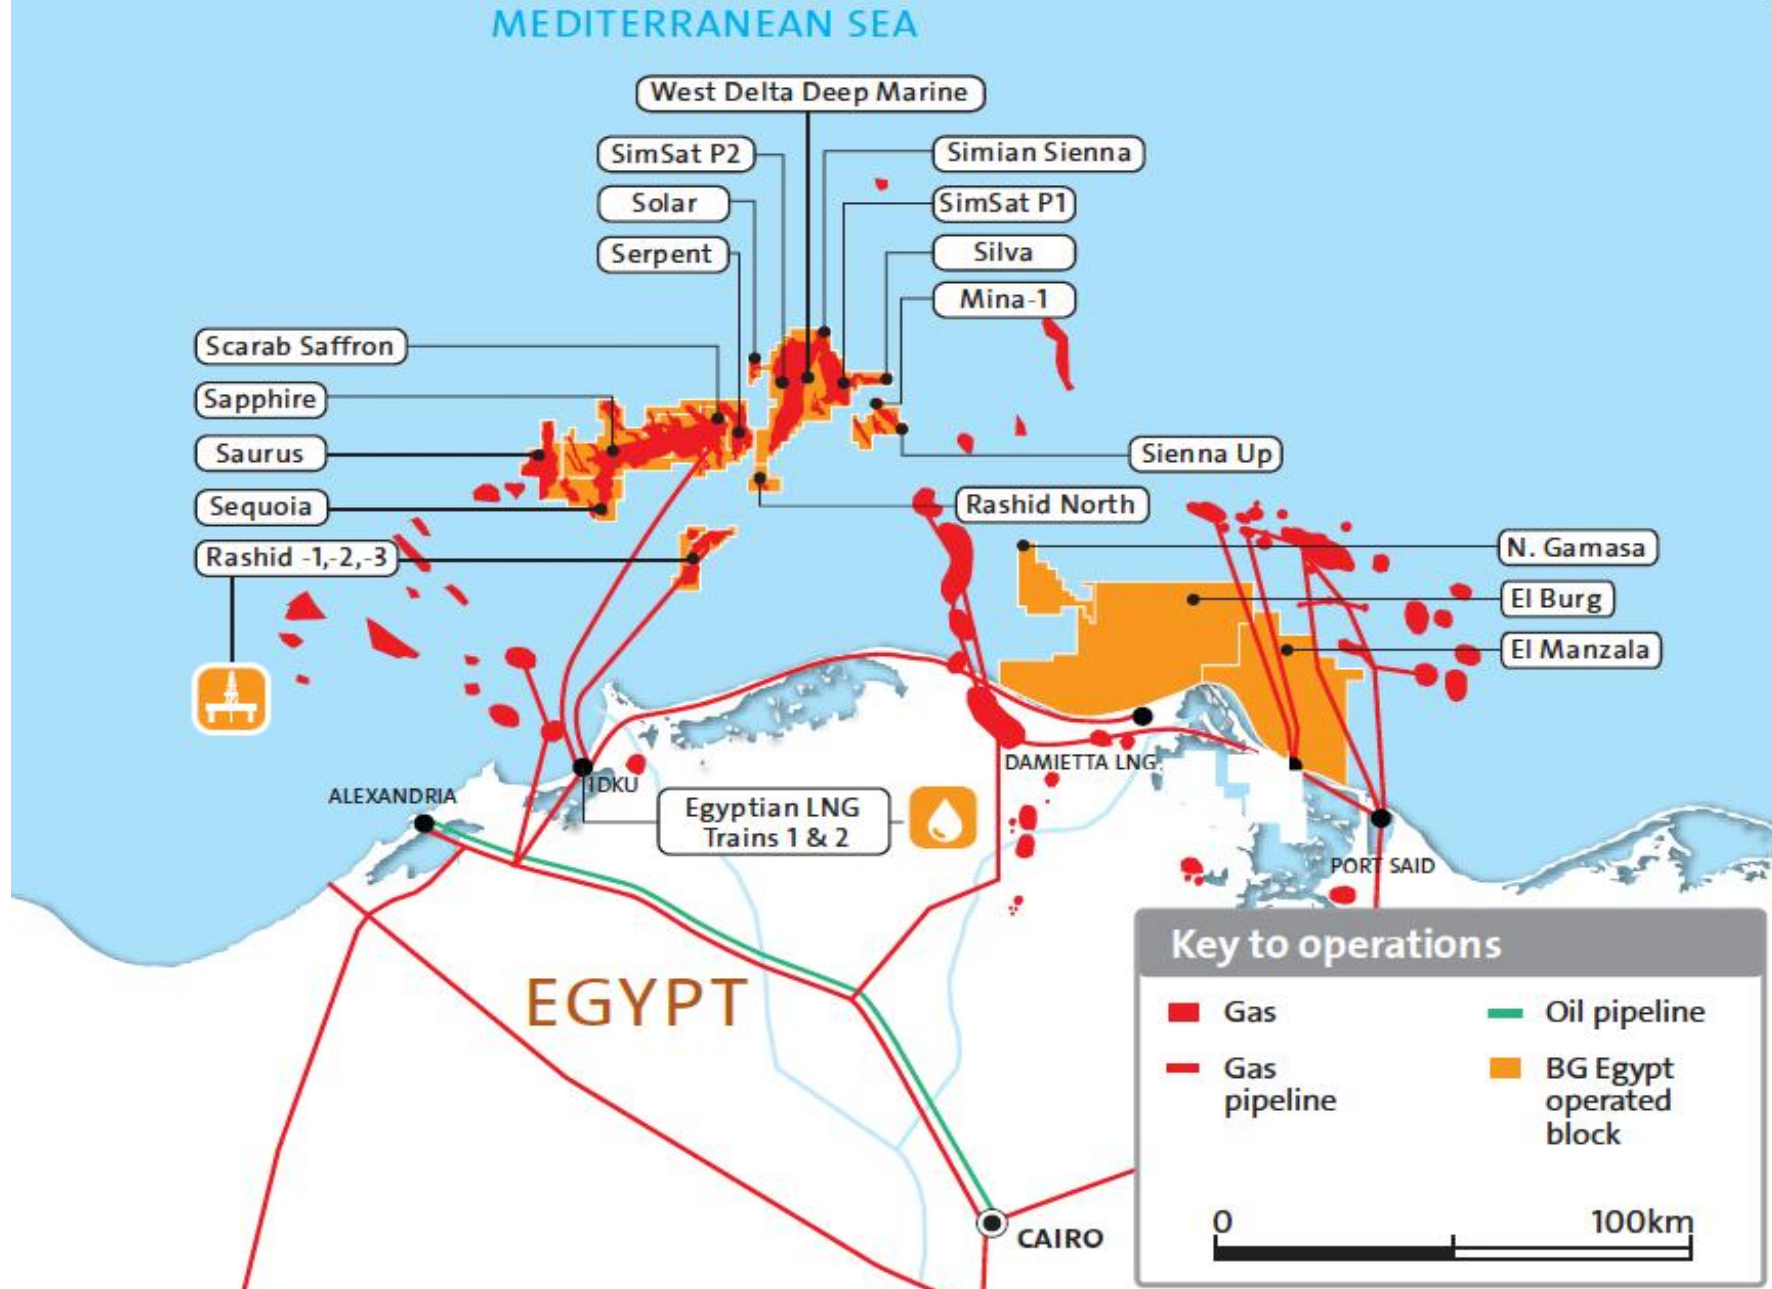 MEDITERRANEAN SEA
West Delta Deep Marine
SimSat P2
Simian Sienna
Solar
SimSat P1
Serpent
Silva
Mina-1
Scarab Saffron
Sapphire
Saurus
Sienna Up
Sequoia
Rashid North
Rashid -1,-2,-3
N. Gamasa
El Burg
El Manzala
DAMIETTA LNG
IDKU
ALEXANDRIA
Egyptian LNG
Trains 1 & 2
PORT SAID
EGYPT
CAIRO
Key to operations
Gas
Oil pipeline
Gas
pipeline
BG Egypt
operated
block
0
100km